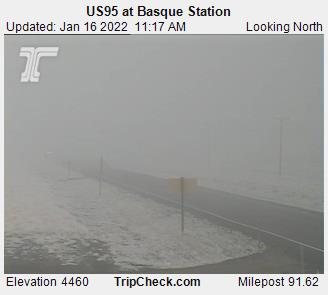 US95 at Basque Station
Updated: Jan 16 2022 11:17 AM Looking North
Elevation 4460 TripCheck.com Milepost 91.62